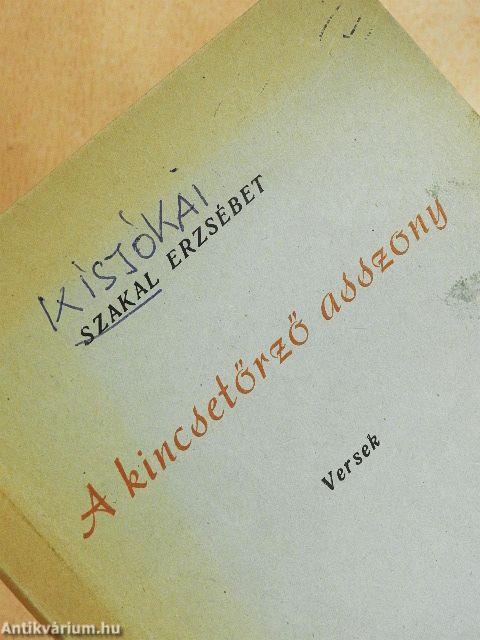 KISJÓKAI
SZAKAL ERZSÉBET
A kincsetőrző asszony
Versek
Antikvárium.hu